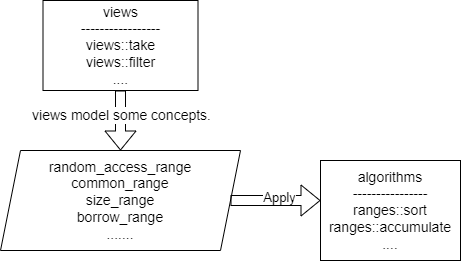 views
-----------------
views::take
views::filter
....
views model some concepts.
random_access_range
common_range
size_range
borrow_range
.......
Apply
algorithms
----------------
ranges::sort
ranges::accumulate
....